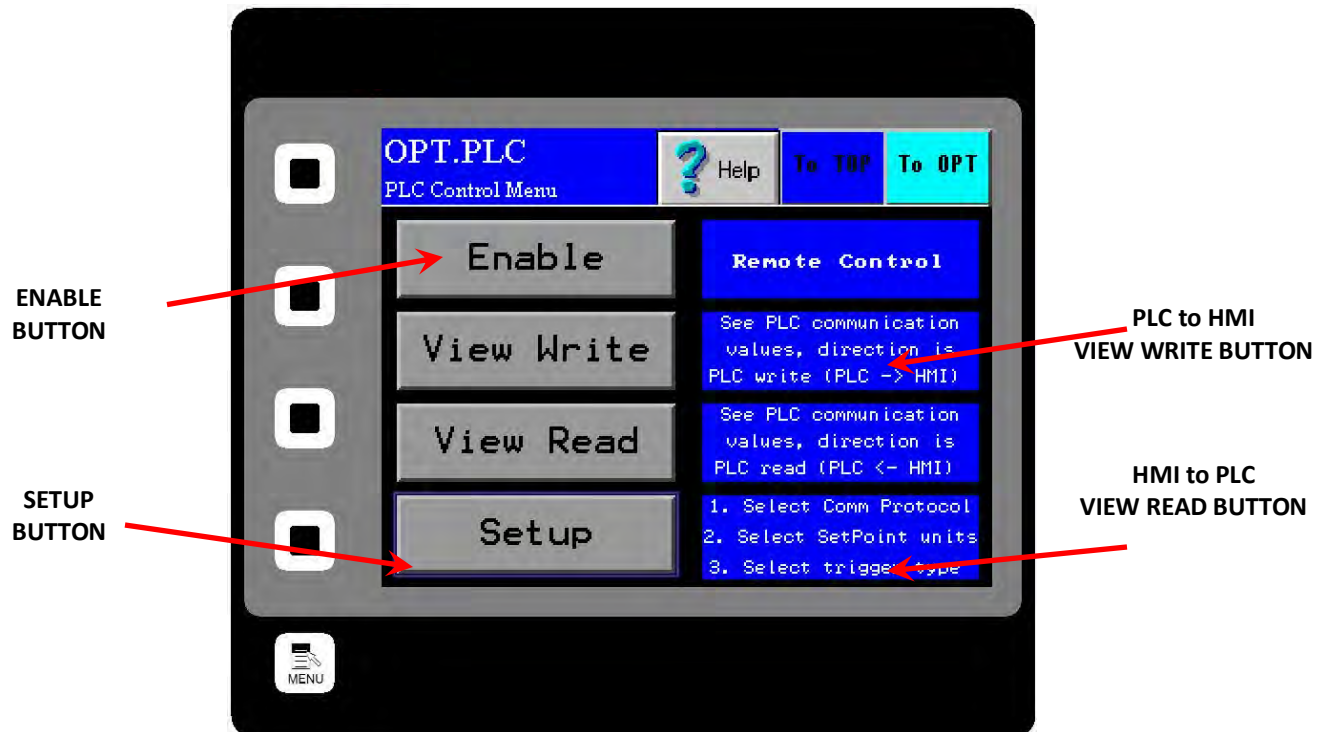 OPT.PLC
PLC Control Menu
Help
To TOP
To OPT
Enable
Remote Control
View Write
See PLC communication
values, direction is
PLC write (PLC -> HMI)
View Read
See PLC communication
values, direction is
PLC read (PLC <- HMI)
Setup
1. Select Comm Protocol
2. Select SetPoint units
3. Select trigger type
MENU
ENABLE
BUTTON
SETUP
BUTTON
PLC to HMI
VIEW WRITE BUTTON
HMI to PLC
VIEW READ BUTTON